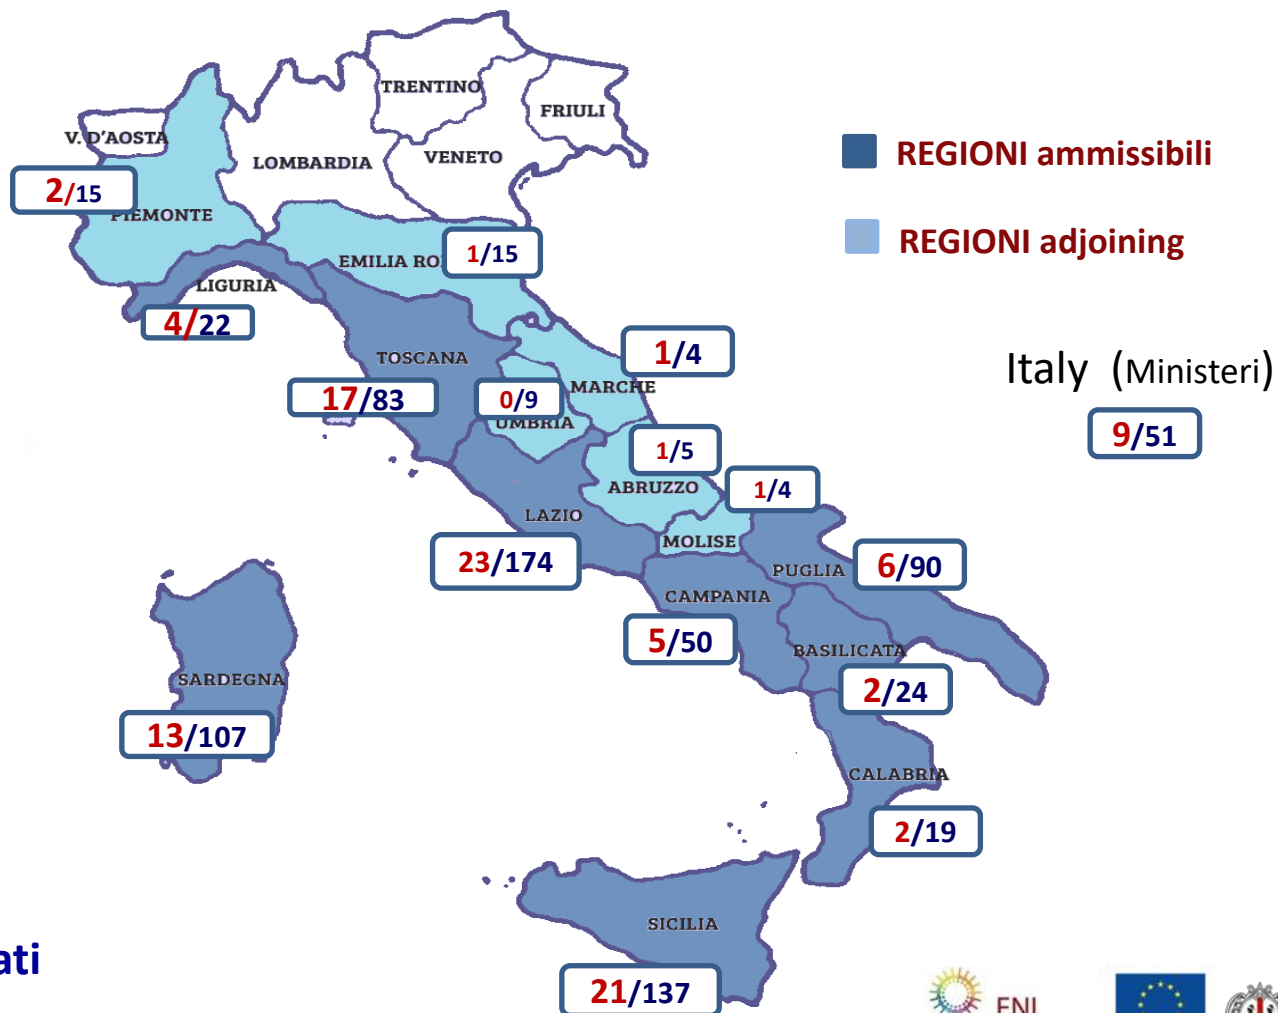 TRENTINO
FRIULI
V. D'AOSTA
LOMBARDIA
VENETO
REGIONI ammissibili
2/15
PIEMONTE
REGIONI adjoining
EMILIA RO
1/15
LIGURIA
4/22
TOSCANA
1/4
Italy (Ministeri)
MARCHE
17/83
0/9
UMBRIA
9/51
1/5
ABRUZZO
1/4
LAZIO
MOLISE
23/174
PUGLIA
6/90
CAMPANIA
5/50
BASILICATA
SARDEGNA
2/24
13/107
CALABRIA
2/19
SICILIA
ati
21/137
ENI